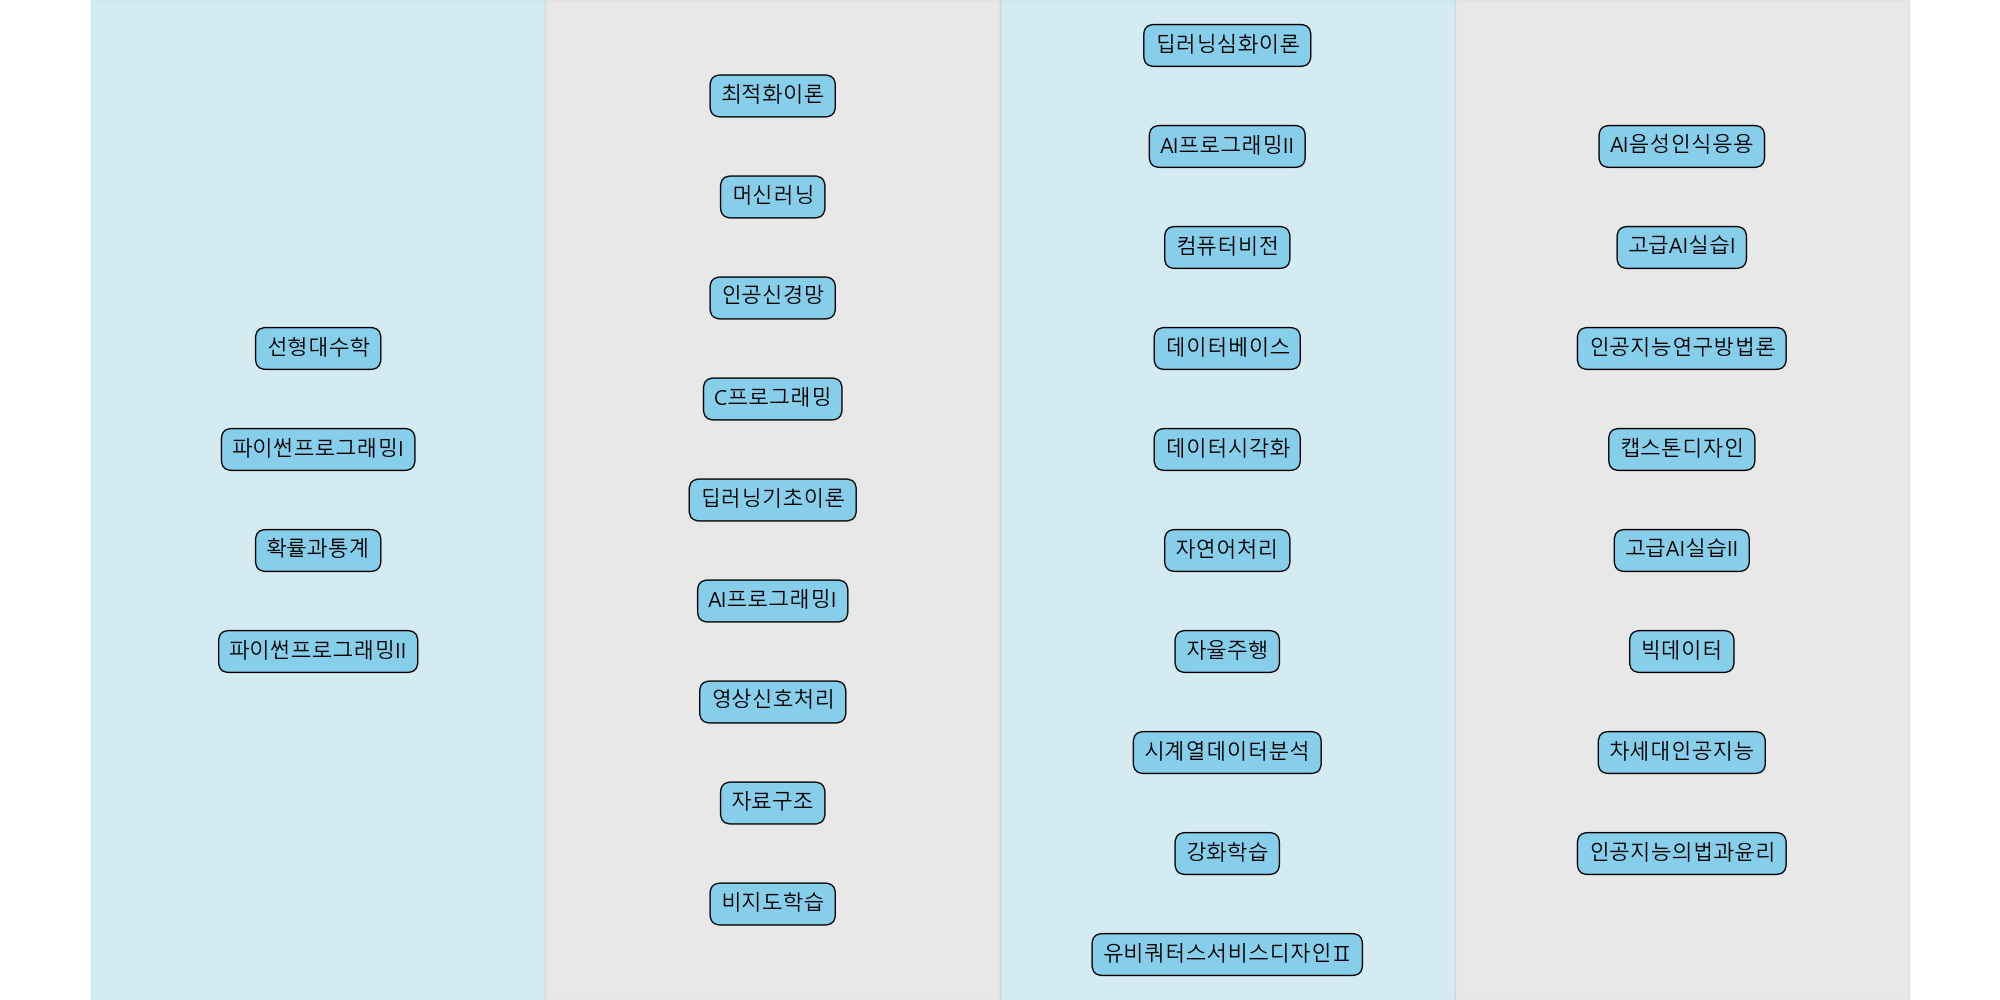 선형대수학
파이썬프로그래밍I
확률과통계
파이썬프로그래밍II
최적화이론
머신러닝
인공신경망
C프로그래밍
딥러닝기초이론
AI프로그래밍I
영상신호처리
자료구조
비지도학습
딥러닝심화이론
AI프로그래밍II
컴퓨터비전
데이터베이스
데이터시각화
자연어처리
자율주행
시계열데이터분석
강화학습
유비쿼터스서비스디자인Ⅱ
AI음성인식응용
고급AI실습I
인공지능연구방법론
캡스톤디자인
고급AI실습II
빅데이터
차세대인공지능
인공지능의법과윤리